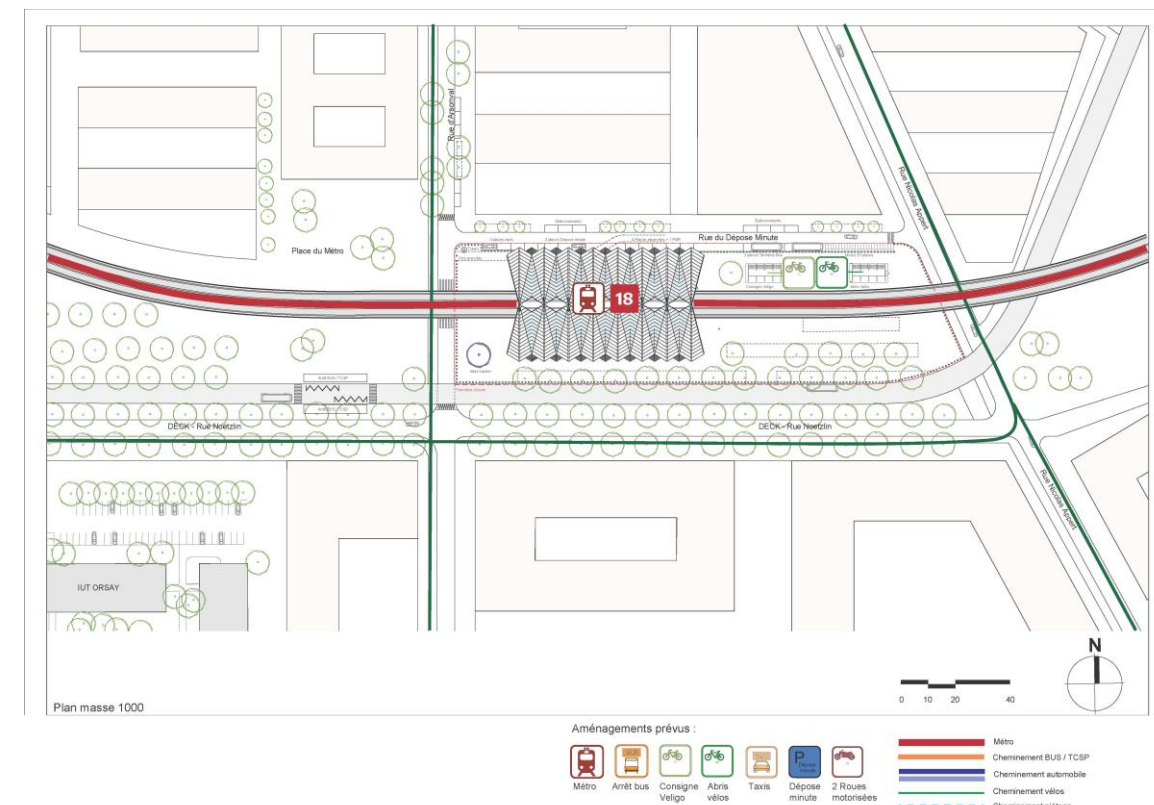 Rue d'Arsonval
Rue Nicolas Appert
Rue du Dépose Minute
Place du Métro
18
DECK - Rue Noetzlin
DECK - Rue Noetzlin
Rue Nicolas Appert
IUT ORSAY
N
0 10 20 40
Plan masse 1000
Aménagements prévus :
Métro
Arrêt bus
Consigne
Veligo
Abris
vélos
Taxis
P
Dépose
minute
2 Roues
motorisées
Métro
Cheminement BUS / TCSP
Cheminement automobile
Cheminement vélos